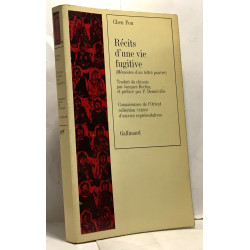 Chen Fou
Récits
d'une vie
fugitive
(Mémoires d'un lettré pauvre)
Traduit du chinois
par Jacques Reclus
et préfacé par P. Demiéville
Connaissance de l'Orient
collection Unesco
d'œuvres représentatives
Gallimard